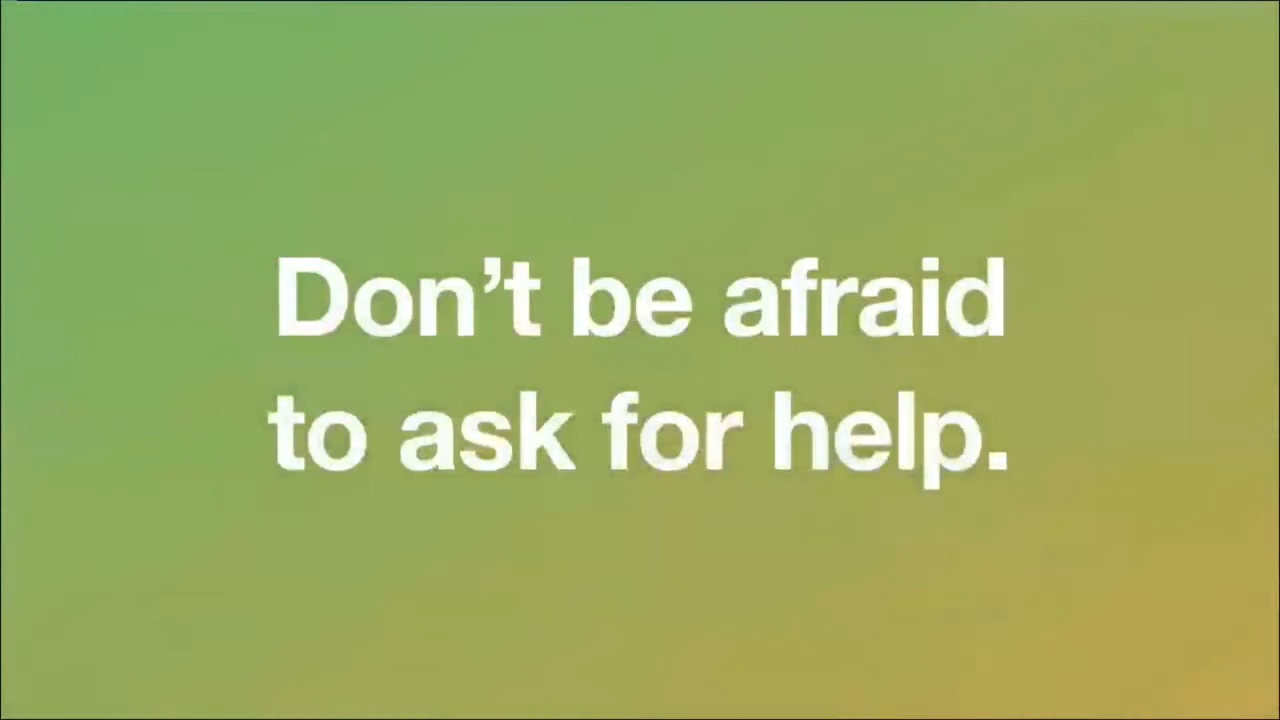 Don’t be afraid
to ask for help.